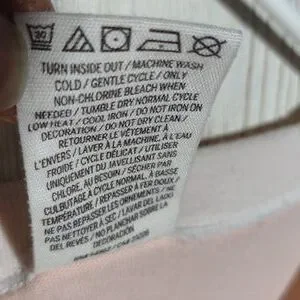 30
TURN INSIDE OUT / MACHINE WASH
COLD / GENTLE CYCLE / ONLY
NON-CHLORINE BLEACH WHEN
NEEDED / TUMBLE DRY NORMAL CYCLE
LOW HEAT / COOL IRON / DO NOT IRON ON
DECORATION / DO NOT DRY CLEAN
RETOURNER LE VÊTEMENT À
L'ENVERS / LAVER À LA MACHINE, À L'EAU
FROIDE / CYCLE DÉLICAT / UTILISER
UNIQUEMENT DU JAVELLISANT SANS
CHLORE, AU BESOIN / SÉCHER PAR
CULBUTAGE À CYCLE NORMAL, À BASSE
TEMPÉRATURE / REPASSER À FER DOUX /
NE PAS REPASSER LES ORNEMENTS / NE
PAS NETTOYER À SEC / LAVAR DEL LADO
DEL REVÉS / NO PLANCHAR SOBRE LA
DECORACIÓN